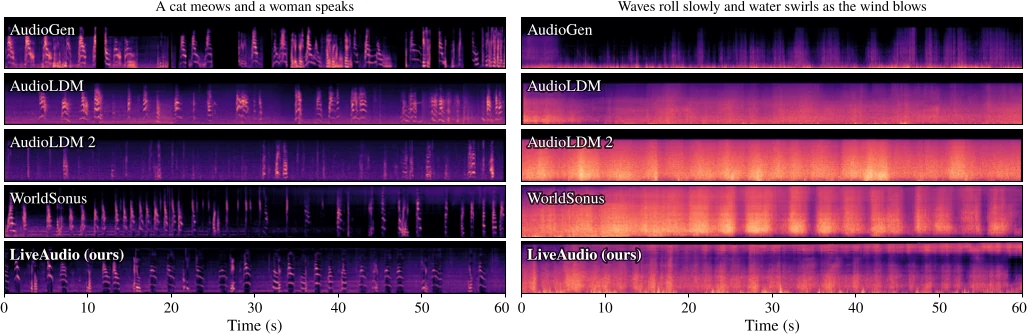 A cat meows and a woman speaks
AudioGen
AudioLDM
AudioLDM 2
WorldSonus
LiveAudio (ours)
0 10 20 30 40 50 60
Time (s)
Waves roll slowly and water swirls as the wind blows
AudioGen
AudioLDM
AudioLDM 2
WorldSonus
LiveAudio (ours)
0 10 20 30 40 50 60
Time (s)